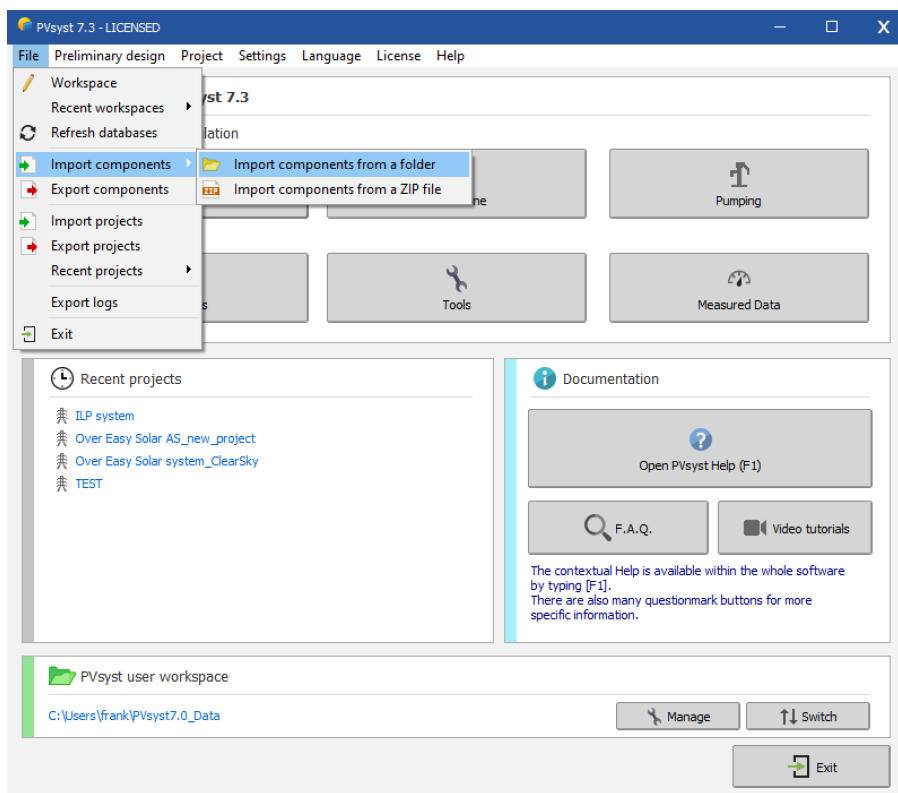 PVsyst 7.3 - LICENSED
File Preliminary design Project Settings Language License Help
Workspace
Recent workspaces
Refresh databases
Import components
Export components
Import projects
Export projects
Recent projects
Export logs
Exit
Import components from a folder
ZIP Import components from a ZIP file
7.3
Pumping
Tools
Measured Data
Recent projects
ILP system
Over Easy Solar AS_new_project
Over Easy Solar system_ClearSky
TEST
Documentation
Open PVsyst Help (F1)
F.A.Q.
Video tutorials
The contextual Help is available within the whole software
by typing [F1].
There are also many questionmark buttons for more
specific information.
PVsyst user workspace
C:\Users\frank\PVsyst7.0_Data
Manage
Switch
Exit